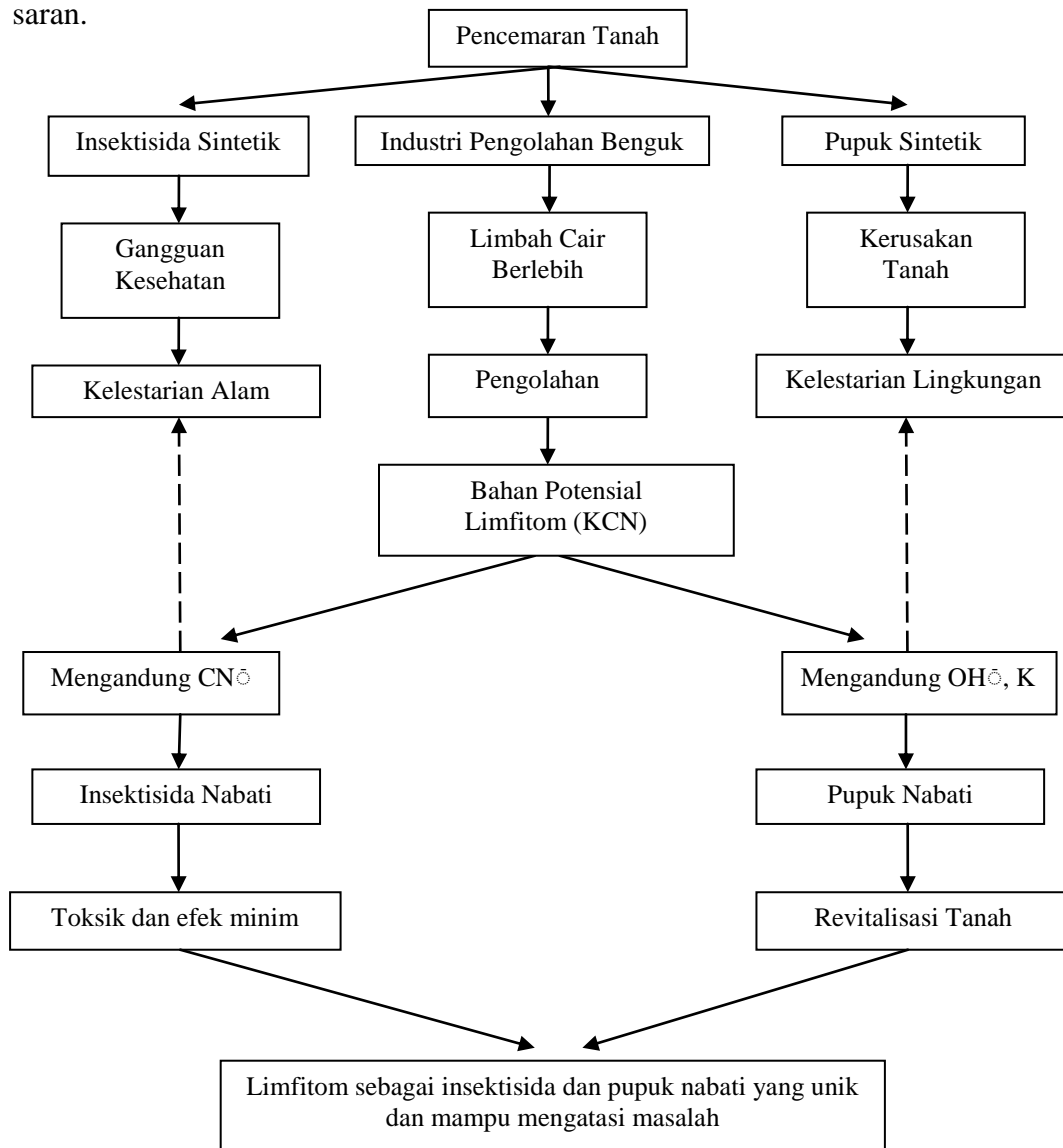 saran.
Pencemaran Tanah
Insektisida Sintetik
Industri Pengolahan Benguk
Pupuk Sintetik
Gangguan
Kesehatan
Limbah Cair
Berlebih
Kerusakan
Tanah
Kelestarian Alam
Pengolahan
Kelestarian Lingkungan
Bahan Potensial
Limfitom (KCN)
Mengandung CN◌̄
Mengandung OH◌̄, K
Insektisida Nabati
Pupuk Nabati
Toksik dan efek minim
Revitalisasi Tanah
Limfitom sebagai insektisida dan pupuk nabati yang unik
dan mampu mengatasi masalah